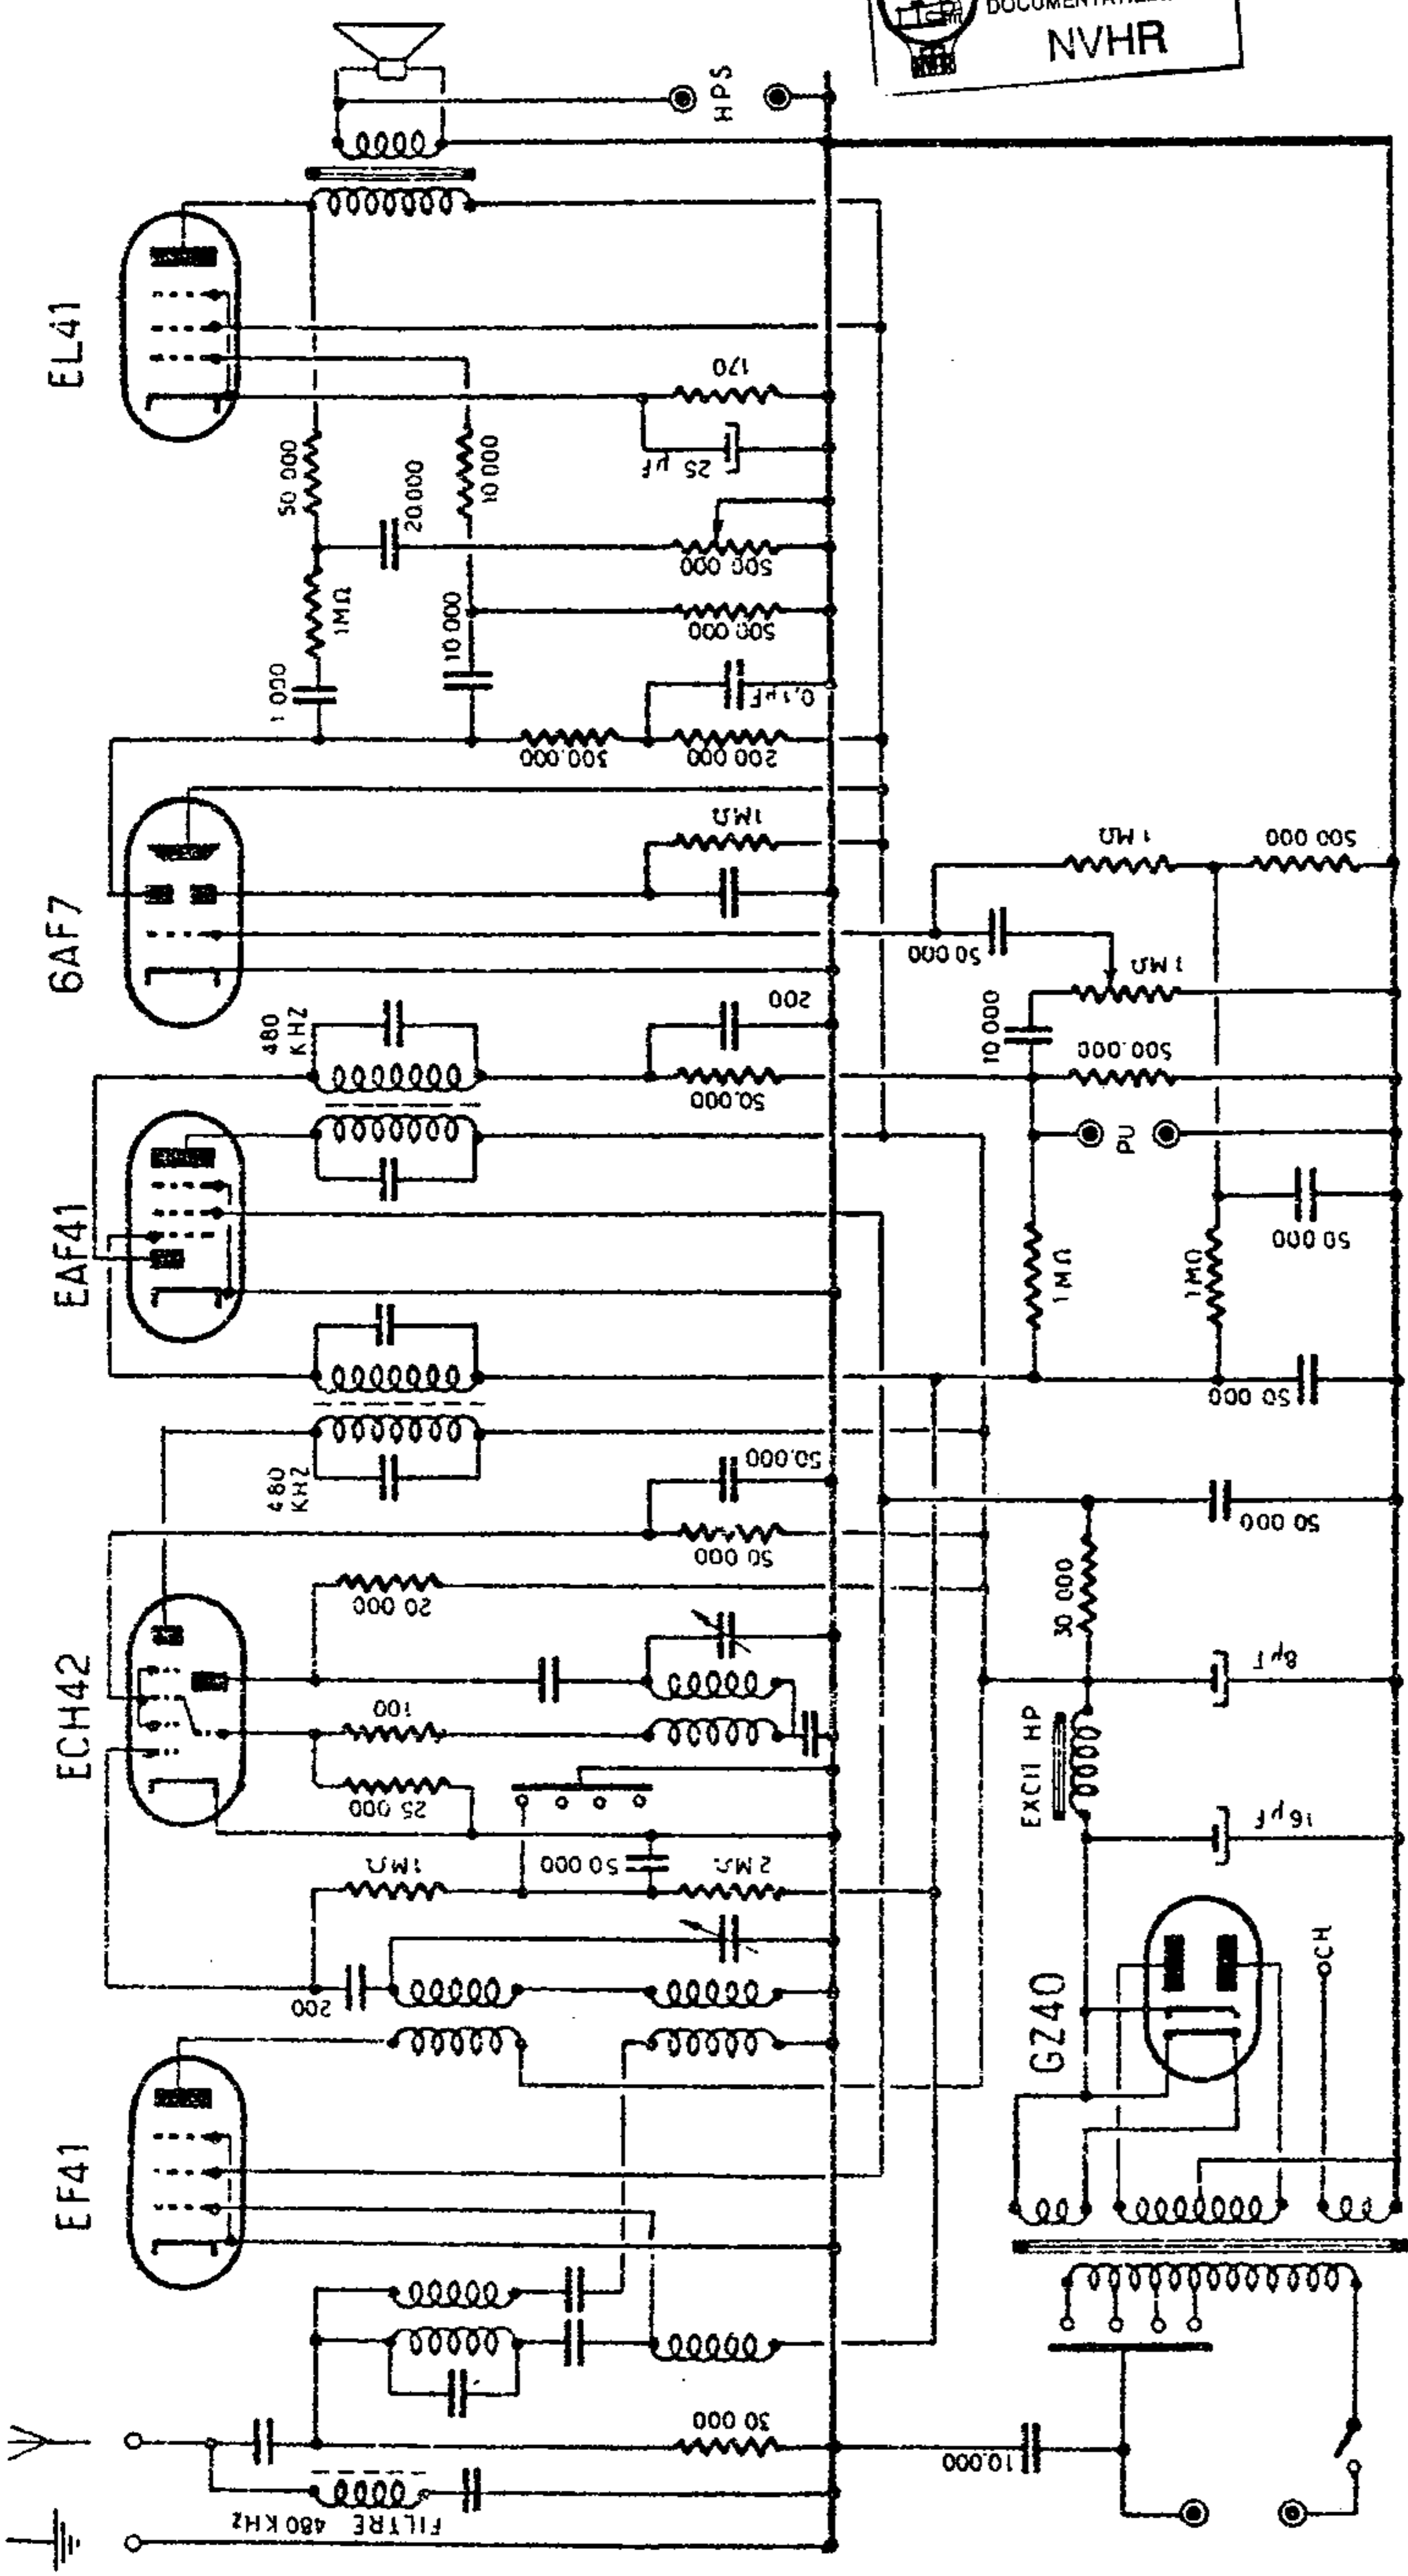 DOCUMENTATIE
NVHR
EF41
ECH42
EAF41
6AF7
EL41
FILTRE 480 KHz
30 000
200
1MΩ
50 000
2MΩ
25 000
100
20 000
50 000
50.000
480
KHZ
480
KHZ
50.000
200
1MΩ
1 000
1MΩ
50 000
20.000
10 000
10 000
300.000
200 000
0,1µF
500 000
500 000
25 µF
170
HPS
10.000
GZ40
CH
EXCIT HP
16µF
8µF
30 000
50 000
50 000
1MΩ
1MΩ
50 000
PU
10 000
500.000
1MΩ
50 000
1MΩ
500 000